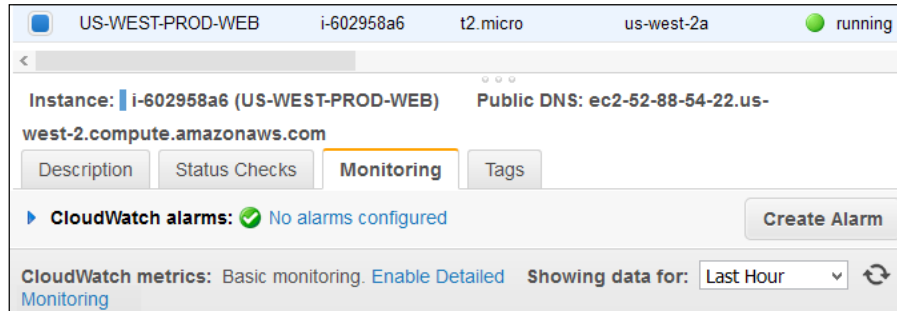 US-WEST-PROD-WEB i-602958a6 t2.micro us-west-2a running
Instance: i-602958a6 (US-WEST-PROD-WEB) Public DNS: ec2-52-88-54-22.us-
west-2.compute.amazonaws.com
Description Status Checks Monitoring Tags
CloudWatch alarms: No alarms configured Create Alarm
CloudWatch metrics: Basic monitoring. Enable Detailed Showing data for: Last Hour
Monitoring